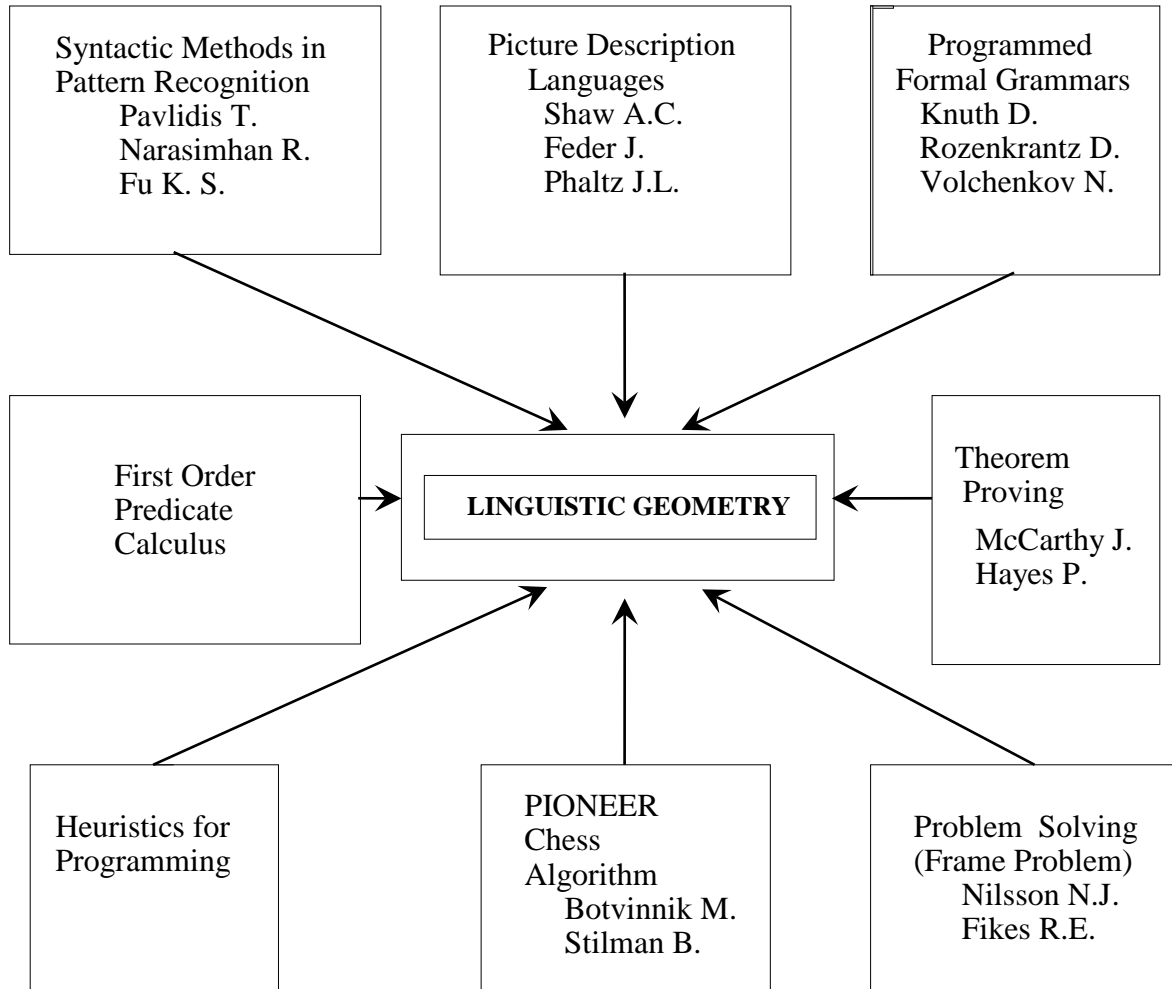 Syntactic Methods in
Pattern Recognition
Pavlidis T.
Narasimhan R.
Fu K. S.
Picture Description
Languages
Shaw A.C.
Feder J.
Phaltz J.L.
Programmed
Formal Grammars
Knuth D.
Rozenkrantz D.
Volchenkov N.
First Order
Predicate
Calculus
LINGUISTIC GEOMETRY
Theorem
Proving
McCarthy J.
Hayes P.
Heuristics for
Programming
PIONEER
Chess
Algorithm
Botvinnik M.
Stilman B.
Problem Solving
(Frame Problem)
Nilsson N.J.
Fikes R.E.